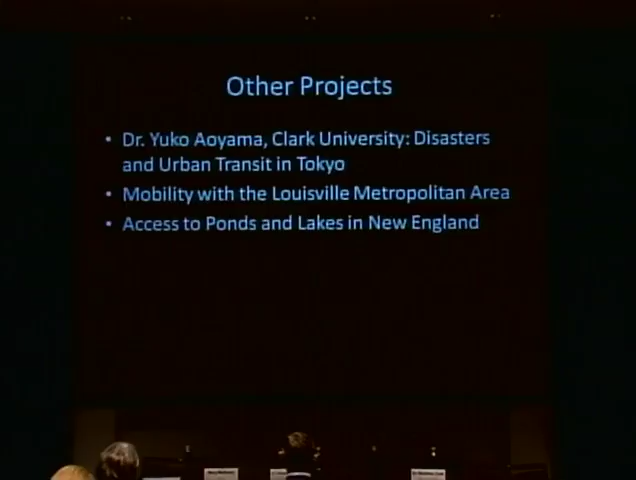 Other Projects
• Dr. Yuko Aoyama, Clark University: Disasters
and Urban Transit in Tokyo
• Mobility with the Louisville Metropolitan Area
• Access to Ponds and Lakes in New England